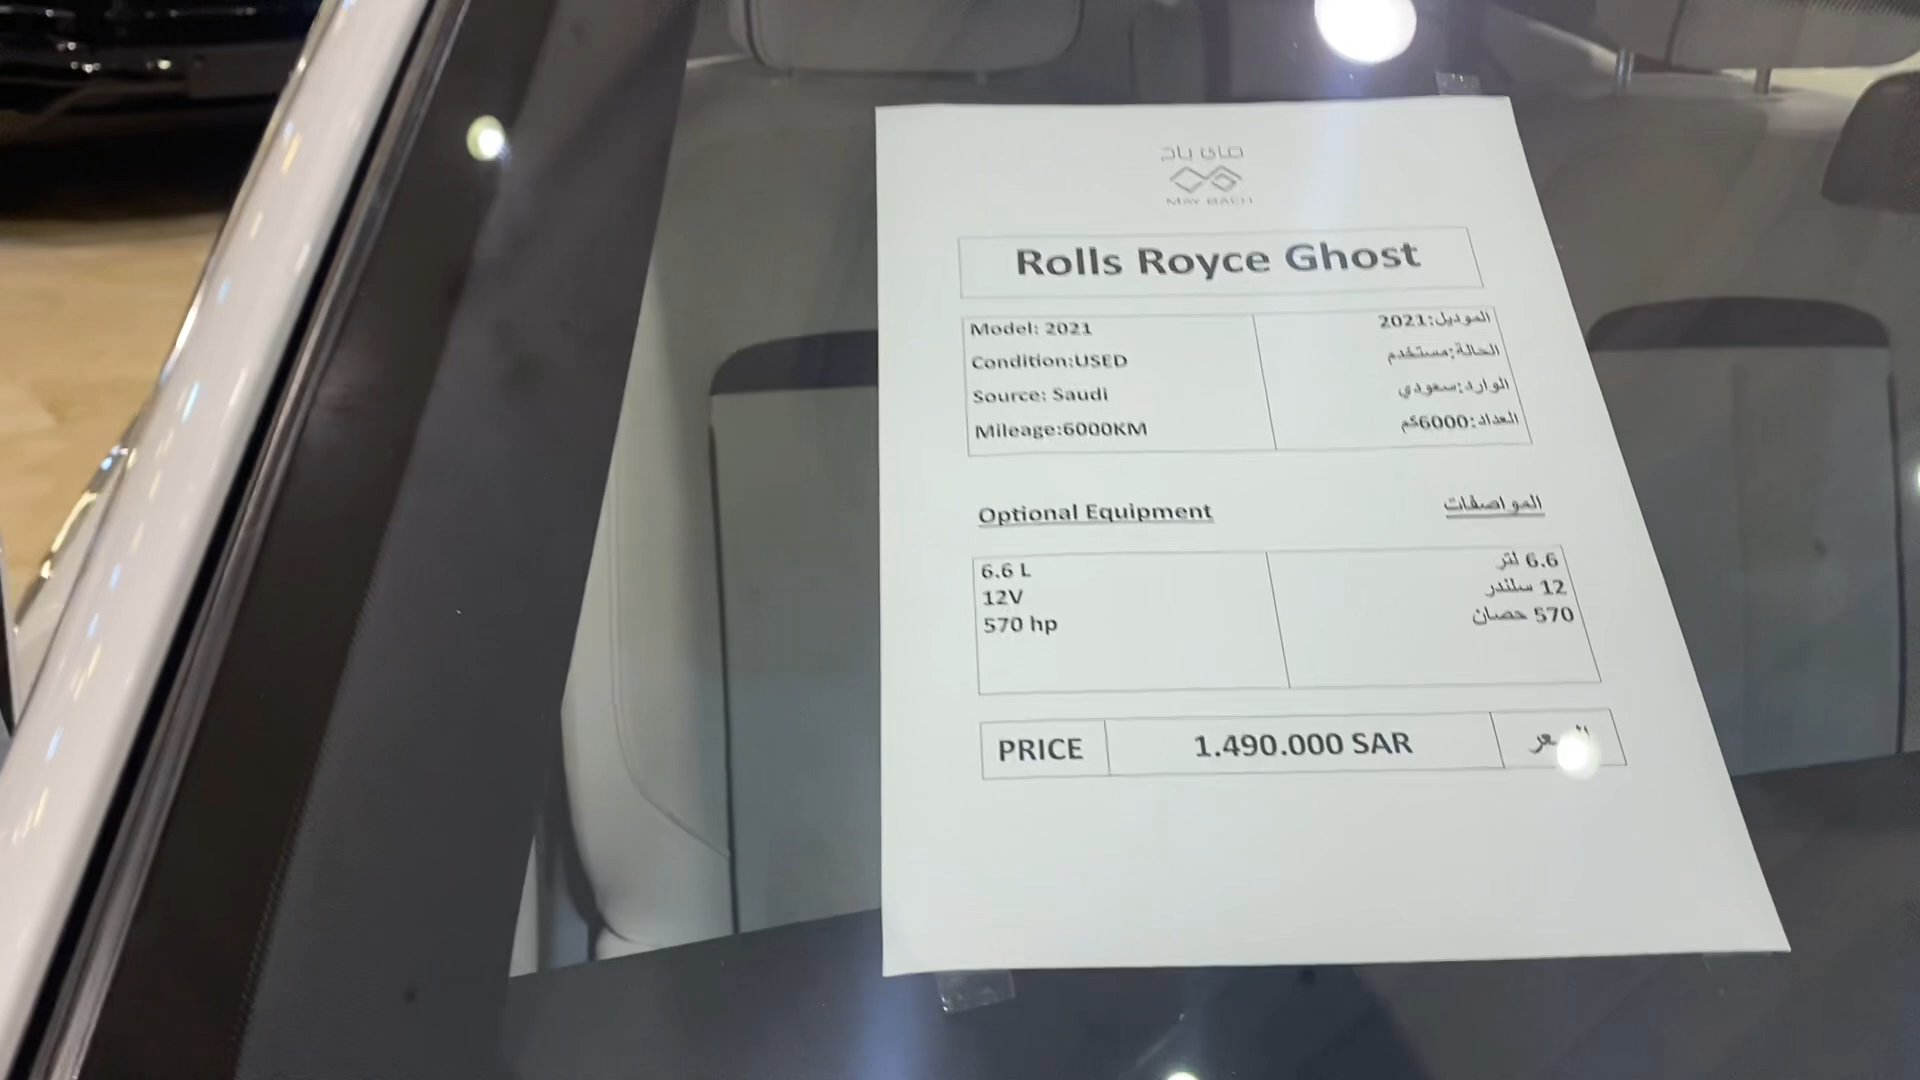 ماي باخ
MAY BACH
Rolls Royce Ghost
Model: 2021
Condition:USED
Source: Saudi
Mileage:6000KM
الموديل:2021
الحالة:مستخدم
الوارد:سعودي
العداد:6000كم
Optional Equipment
المواصفات
6.6 L
12V
570 hp
6.6 لتر
12 سلندر
570 حصان
PRICE
1.490.000 SAR